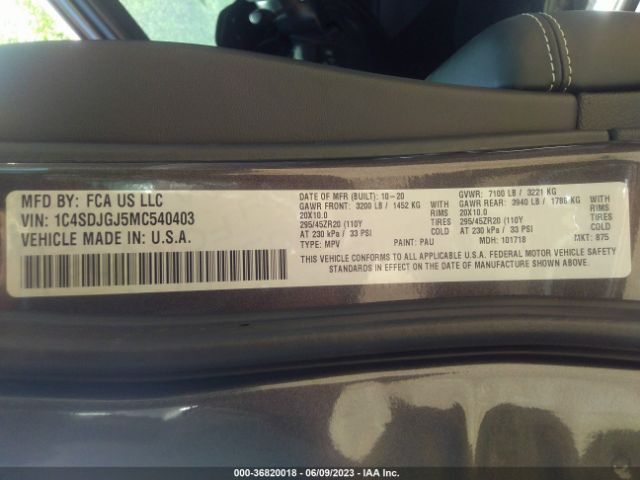 MFD BY: FCA US LLC
VIN: 1C4SDJGJ5MC540403
VEHICLE MADE IN: U.S.A.
DATE OF MFR (BUILT): 10-20
GAWR FRONT: 3200 LB / 1452 KG WITH
20X10.0 RIMS
295/45ZR20 (110Y TIRES
AT 230 kPa / 33 PSI COLD
TYPE: MPV PAINT: PAU
GVWR: 7100 LB / 3221 KG
GAWR REAR: 3940 LB / 1788 KG WITH
20X10.0 RIMS
295/45ZR20 (110Y TIRES
AT 230 kPa / 33 PSI COLD
MDH: 101718 MKT: 875
THIS VEHICLE CONFORMS TO ALL APPLICABLE U.S.A. FEDERAL MOTOR VEHICLE SAFETY
STANDARDS IN EFFECT ON THE DATE OF MANUFACTURE SHOWN ABOVE.
000-36820018 - 06/09/2023 - IAA Inc.